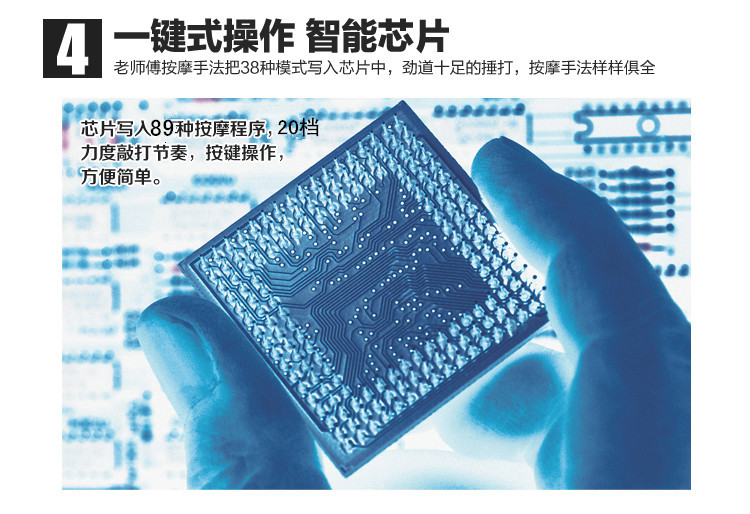 4 一键式操作 智能芯片
老师傅按摩手法把38种模式写入芯片中，劲道十足的捶打，按摩手法样样俱全
芯片写入89种按摩程序，20档
力度敲打节奏，按键操作，
方便简单。